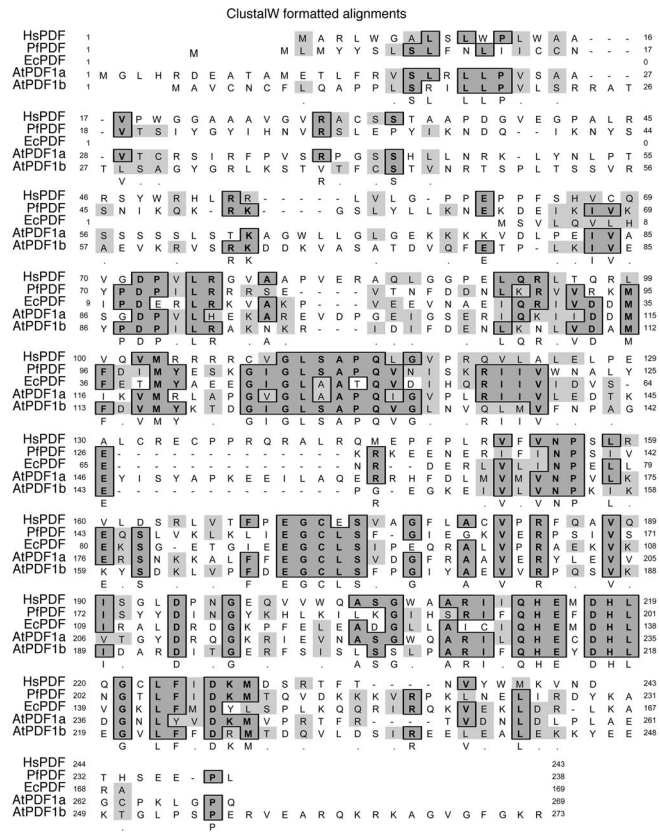 ClustalW formatted alignments
HsPDF 1 M A R L W G A L S L W P L W A A 16
PfPDF 1 M M L M Y Y S L F N L I I C C N - - - 17
EcPDF 1 0
AtPDF1a 1 M G L H R D E A T A M E T L F R V S L R L L P V S A A - - - 27
AtPDF1b 1 M A V C N C F L Q A P P L S R I L L P V L S R R A T 26
. S L L L P . .
HsPDF 17 - V P W G G A A A V G R A C S S T A A P D G V E G P A L R 45
PfPDF 18 - V T S I Y G Y I H N V R S L E P Y I K N D Q - I K N Y S 45
EcPDF 1 0
AtPDF1a 28 - V T C R S I R F P V S R P G S S H L L N R K - L Y N L P T 55
AtPDF1b 27 T L S A G Y G R L K S T V T F C S T V N R T S P L T S S V R 56
V . . R . S .
HsPDF 46 R S Y W R H L R R - - - - - G L P G P P E P P F S H V C Q 69
PfPDF 45 S N I K Q K - R K - - - - G S L Y L L K N E K D E I K I V K 69
EcPDF 1 - M S V L Q V L H 8
AtPDF1a 56 S S S S S L S T K A G W L L G L G E K K K K V D L P E I V A 85
AtPDF1b 57 A E V K R V S R K D D K V A S A T D V Q F E T P L K I V E 85
. R K . E . I V
HsPDF 70 V G D P V L R G V A A P V E R A Q L G G P E L Q R L T Q R L 99
PfPDF 70 Y P D P I L R R R S E - - V T N F D D N L K R V V R K M 95
EcPDF 9 I P D E R L R K V A K P - - V E E V N A E I Q R I V D D M 35
AtPDF1a 86 S G D P V L H E K A R E V D P G E I G S E R I Q K I I D D M 115
AtPDF1b 86 Y P D P I L R A K N K R - - I D I F D E N L K N L V D A M 112
. P D P . L R A . . . L Q R . V D . M
HsPDF 100 V Q V M R R R R C V G L S A P Q L G V P R Q V L A L E L P E 129
PfPDF 96 F D I M Y E S K G I G L S A P Q V N I S K R I I V W N A L Y 125
EcPDF 36 F E T M Y A E E G I G L A A T Q V D I H Q R I I V I D V S - 64
AtPDF1a 116 I K V M R L A P G V G L A A P Q I G V P L R I I V L E D T K 145
AtPDF1b 113 F D V M Y K T D G I G L S A P Q V G L N V Q L M V F N P A G 142
F . V M Y . G I G L S A P Q V G . . R I I V . .
HsPDF 130 A L C R E C P P R Q R A L R Q M E P F P L R V F V N P S L R 159
PfPDF 126 E - - - - - - - - - - - - - - K R K E E N E R I F I N P S I 142
EcPDF 65 E - - - - - - - - - - - - - - - N R - - D E R L V L I N P E L L 79
AtPDF1a 146 E Y I S Y A P K E E I L A Q E R R H F D L M V M V N P V L K 175
AtPDF1b 143 E - - - - - - - - - - - - - - P G - E G K E I V L V N P K I K 158
E R . . V . V N P . .
HsPDF 160 V L D S R L V T F P E G C E S V A G F L A C V P R F Q A V Q 189
PfPDF 143 E Q S L V K L K L I E G C L S F P G I E G K V E R P S I V S 171
EcPDF 80 E K S G - E T G I E E G C L S I P E Q R A L V P R A E K V K 108
AtPDF1a 176 E R S N K K A L F F E G C L S V D G F R A A V E R Y L E V V 205
AtPDF1b 159 K Y S D K L V P F D E G C L S F P G I Y A E V V R P Q S V K 188
. S . . E G C L S . G . A V . R . V .
HsPDF 190 I S G L D P N G E Q V V W Q A S G W A A R I I Q H E M D H L 219
PfPDF 172 I S Y Y D I N G Y K H L K I L K G I H S R I F Q H E F D H L 201
EcPDF 109 I R A L D R D G K P F E L E A D G L L A I C I Q H E M D H L 138
AtPDF1a 206 V T G Y D R Q G K R I E V N A S G W Q A R I L Q H E C D H L 235
AtPDF1b 189 I D A R D I T G E R F S I S L S R L P A R I F Q H E Y D H L 218
I . D . G . . A S G . A R I . Q H E D H L
HsPDF 220 Q G C L F I D K M D S R T F T - - - - N V Y W M K V N D 243
PfPDF 202 N G T L F I D K M T Q V D K K K V R P K L N E L I R D Y K A 231
EcPDF 139 V G K L F M D Y L S P L K Q Q R I R Q K V E K L D R L K 167
AtPDF1a 236 D G N L Y V D K M V P R T F R - - - - T V D N L D L P L A E 261
AtPDF1b 219 E G V L F F D R M T D Q V L D S I R E E L E A L E K K Y E E 248
G L F . D K M . . R . V . L . .
HsPDF 244 243
PfPDF 232 T H S E E - P L 238
EcPDF 168 R A 169
AtPDF1a 262 G C P K L G P Q 269
AtPDF1b 249 K T G L P S P E R V E A R Q K R K A G V G F G K R 273
. P